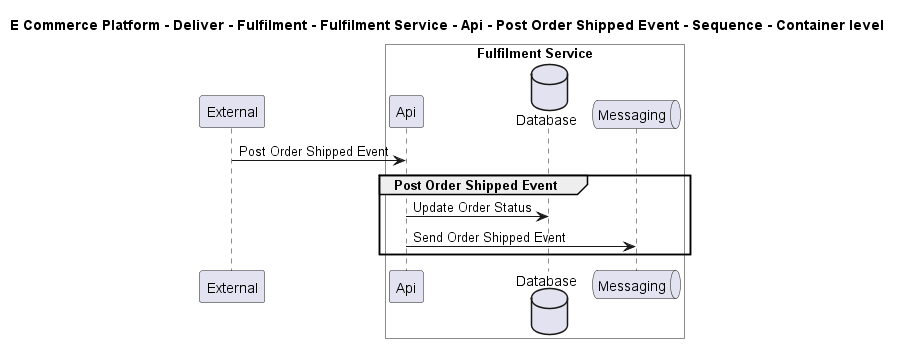 E Commerce Platform - Deliver - Fulfilment - Fulfilment Service - Api - Post Order Shipped Event - Sequence - Container level
Fulfilment Service
External
Api
Database
Messaging
Post Order Shipped Event
Post Order Shipped Event
Update Order Status
Send Order Shipped Event
External
Api
Database
Messaging